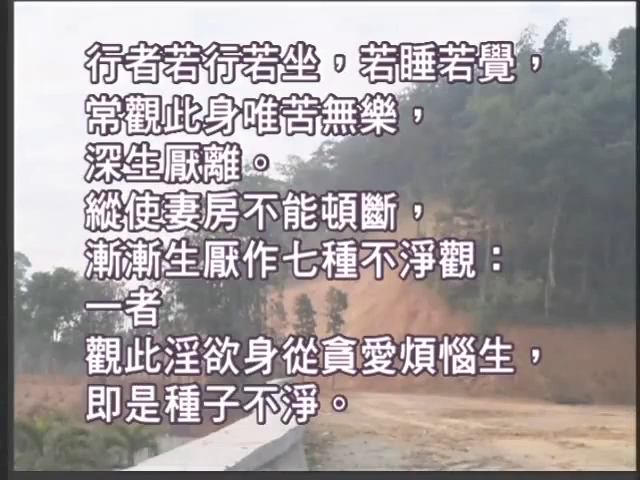 行者若行若坐，若睡若覺，
常觀此身唯苦無樂，
深生厭離。
縱使妻房不能頓斷，
漸漸生厭作七種不淨觀：
一者
觀此淫欲身從貪愛煩惱生，
即是種子不淨。